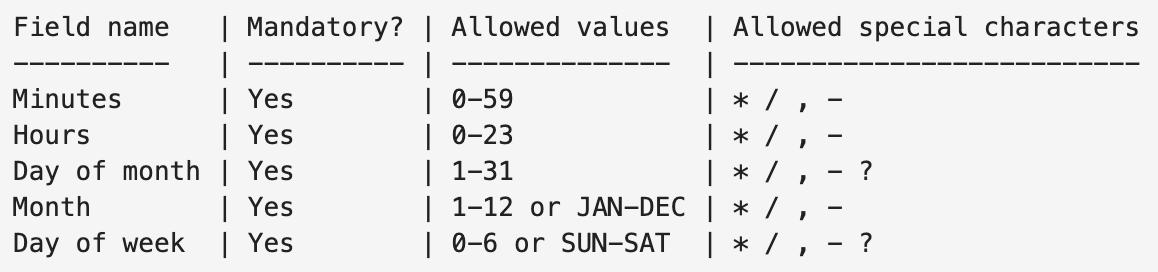 Field name   | Mandatory? | Allowed values  | Allowed special characters
----------   | ---------- | --------------  | --------------------------
Minutes      | Yes        | 0-59            | * / , -
Hours        | Yes        | 0-23            | * / , -
Day of month | Yes        | 1-31            | * / , - ?
Month        | Yes        | 1-12 or JAN-DEC | * / , -
Day of week  | Yes        | 0-6 or SUN-SAT  | * / , - ?